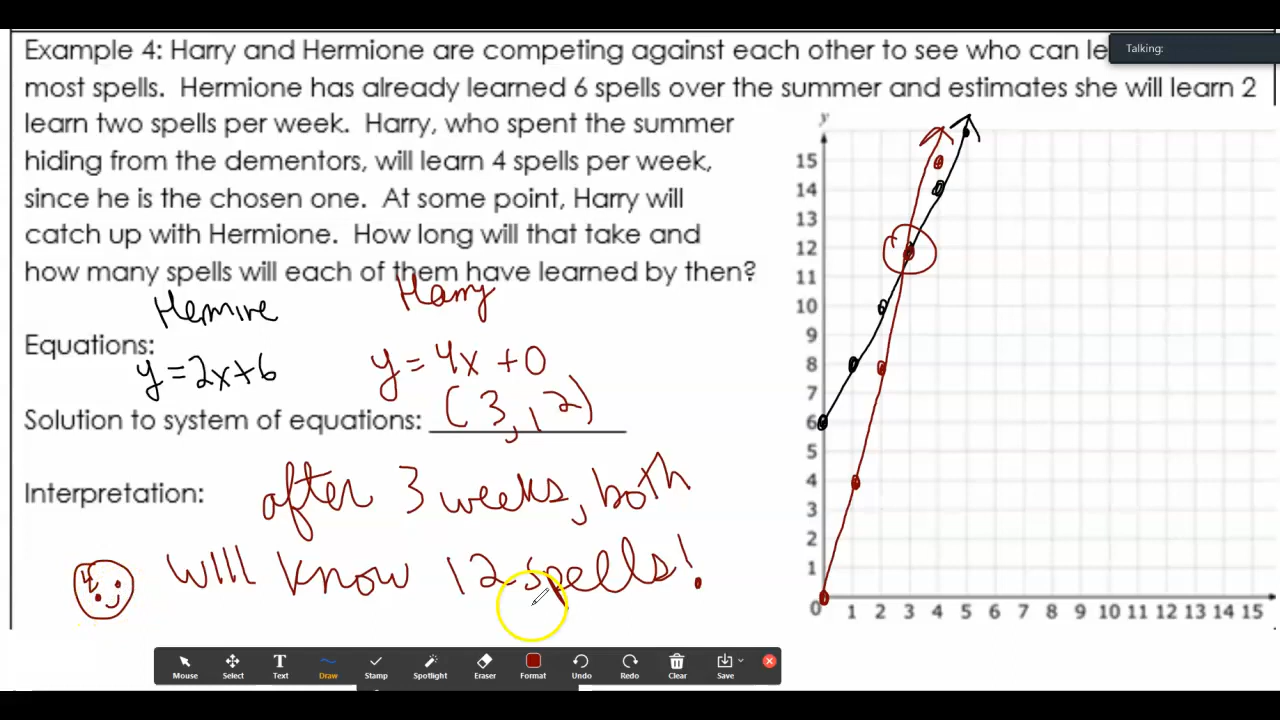 Example 4: Harry and Hermione are competing against each other to see who can le
Talking:
most spells. Hermione has already learned 6 spells over the summer and estimates she will learn 2
learn two spells per week. Harry, who spent the summer
hiding from the dementors, will learn 4 spells per week,
since he is the chosen one. At some point, Harry will
catch up with Hermione. How long will that take and
how many spells will each of them have learned by then?
Hermine Harry
Equations:
y=2x+6 y=4x+0
Solution to system of equations: (3,12)
Interpretation: after 3 weeks, both
will know 12 spells!
y
15
14
13
12
11
10
9
8
7
6
5
4
3
2
1
0 1 2 3 4 5 6 7 8 9 10 11 12 13 14 15
Mouse Select Text Draw Stamp Spotlight Eraser Format Undo Redo Clear Save